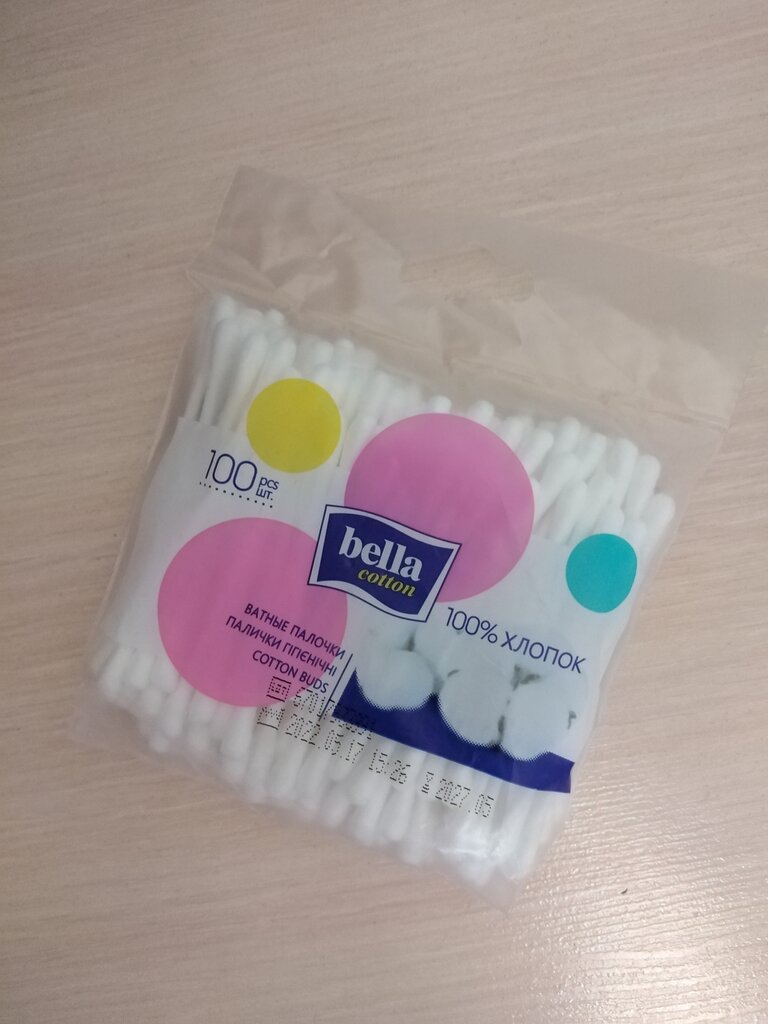 100 pcs
шт.
bella
cotton
100% ХЛОПОК
ВАТНЫЕ ПАЛОЧКИ
ПАЛИЧКИ ГІГІЄНІЧНІ
COTTON BUDS
LOT
2022.05.17 15:26
2027.05